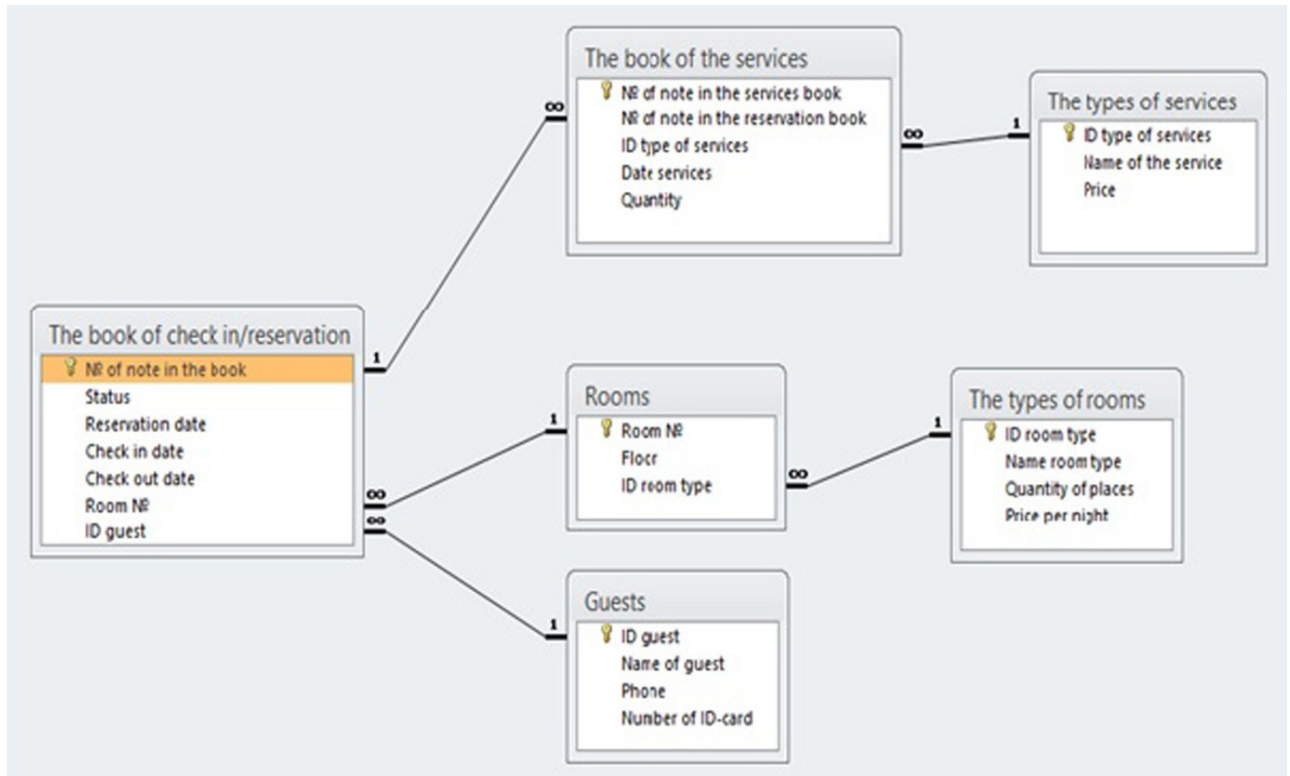 The book of the services
№ of note in the services book
№ of note in the reservation book
ID type of services
Date services
Quantity
∞
∞
1
The types of services
ID type of services
Name of the service
Price
The book of check in/reservation
№ of note in the book
Status
Reservation date
Check in date
Check out date
Room №
ID guest
1
∞
∞
1
Rooms
Room №
Floor
ID room type
∞
1
The types of rooms
ID room type
Name room type
Quantity of places
Price per night
1
Guests
ID guest
Name of guest
Phone
Number of ID-card